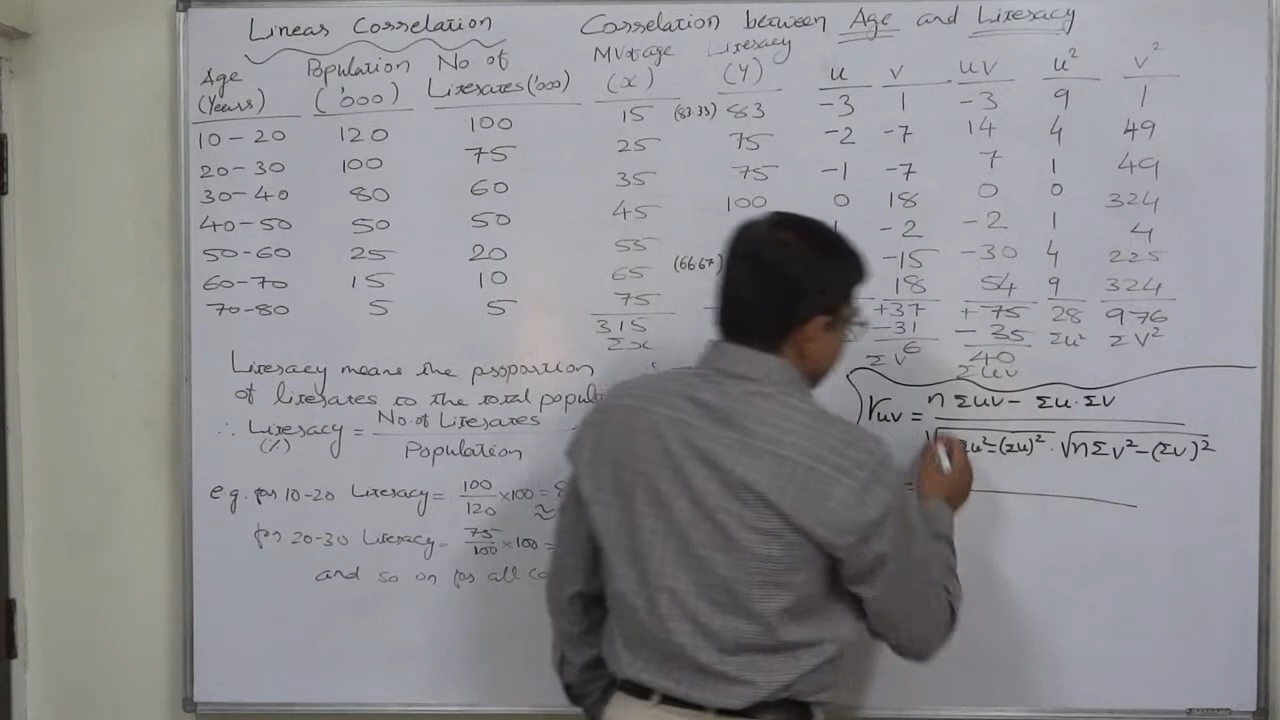 Linear Correlation Correlation between Age and Literacy
Age (Years) Population ('000) No. of Literates ('000) MV of age (x) Literacy (y) u v uv u² v²
10-20 120 100 15 (83.33) 83 -3 1 -3 9 1
20-30 100 75 25 75 -2 -7 14 4 49
30-40 80 60 35 75 -1 -7 7 1 49
40-50 50 50 45 100 0 18 0 0 324
50-60 25 20 55 -2 -2 1 4
60-70 15 10 65 (66.67) -15 -30 4 225
70-80 5 5 75 18 54 9 324
315 +37 +75 28 976
Σx -31 -35 Σu² Σv²
6 40
Σv Σuv
Literacy means the proportion
of literates to the total
∴ Literacy = No. of Literates
(%) Population
e.g. for 10-20 Literacy = 100/120 × 100 =
for 20-30 Literacy = 75/100 × 100 =
and so on for all
ruv = n Σuv - Σu · Σv
Σu² - (Σu)² · √nΣv² - (Σv)²
=